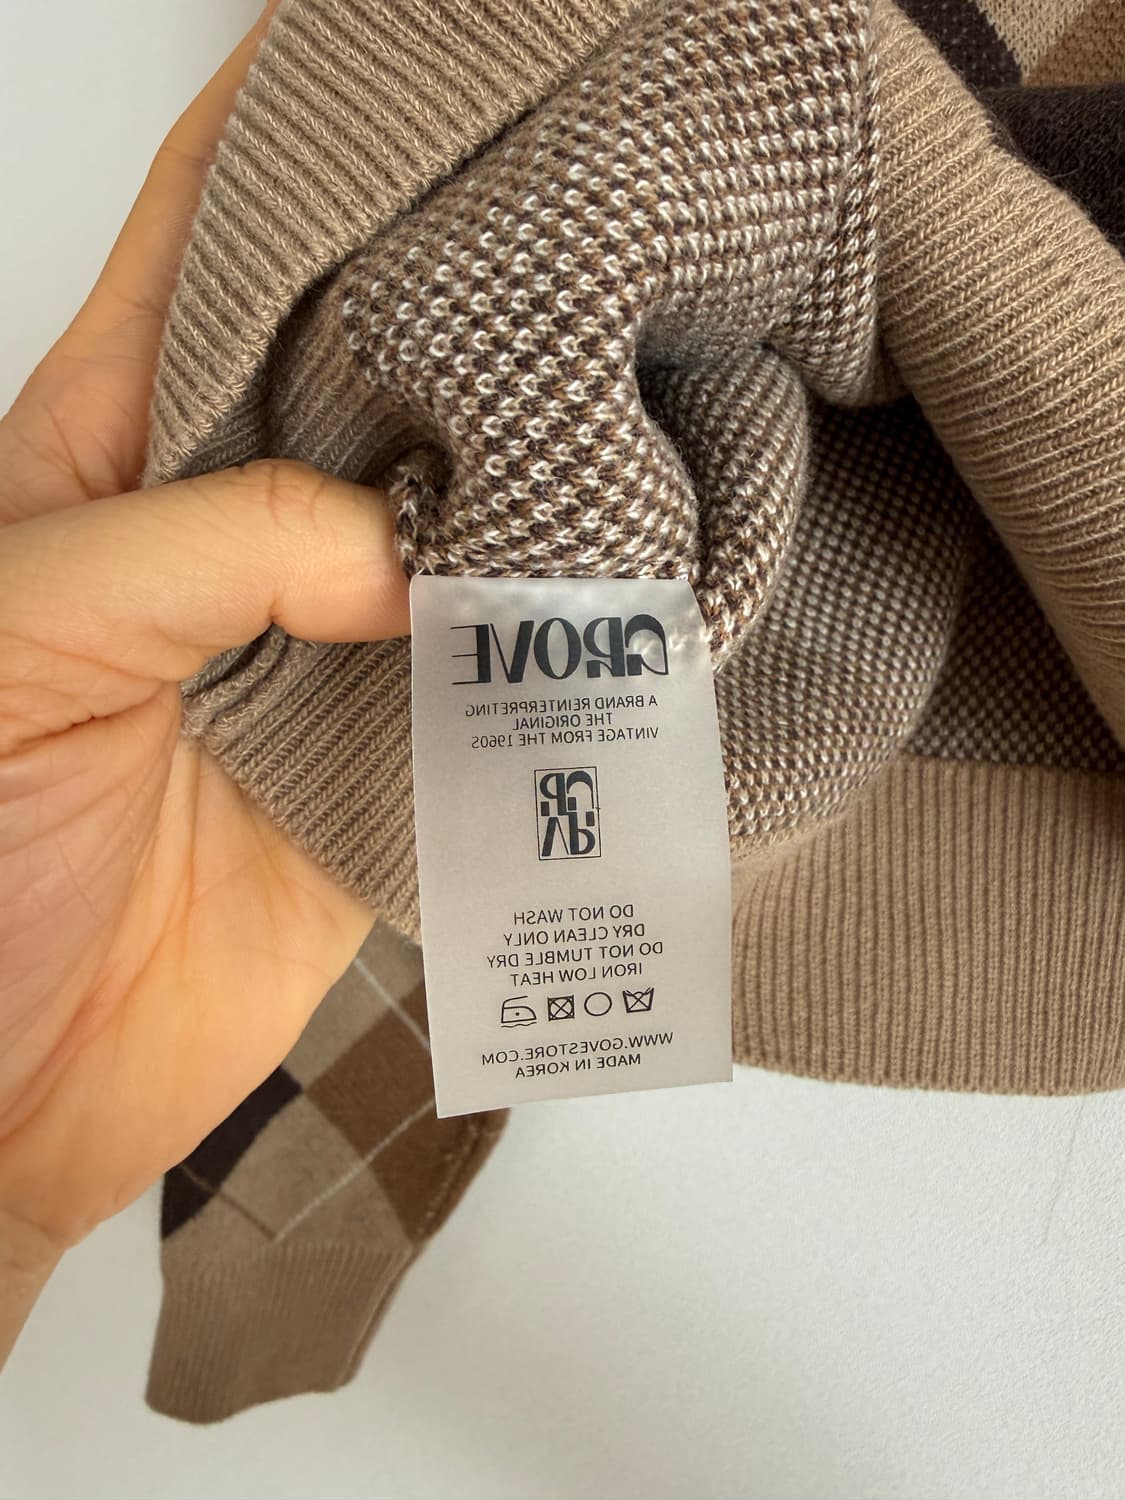 GROVE
A BRAND REINTERPRETING
THE ORIGINAL
VINTAGE FROM THE 1960S
DO NOT WASH
DRY CLEAN ONLY
DO NOT TUMBLE DRY
IRON LOW HEAT
WWW.GOVESTORE.COM
MADE IN KOREA